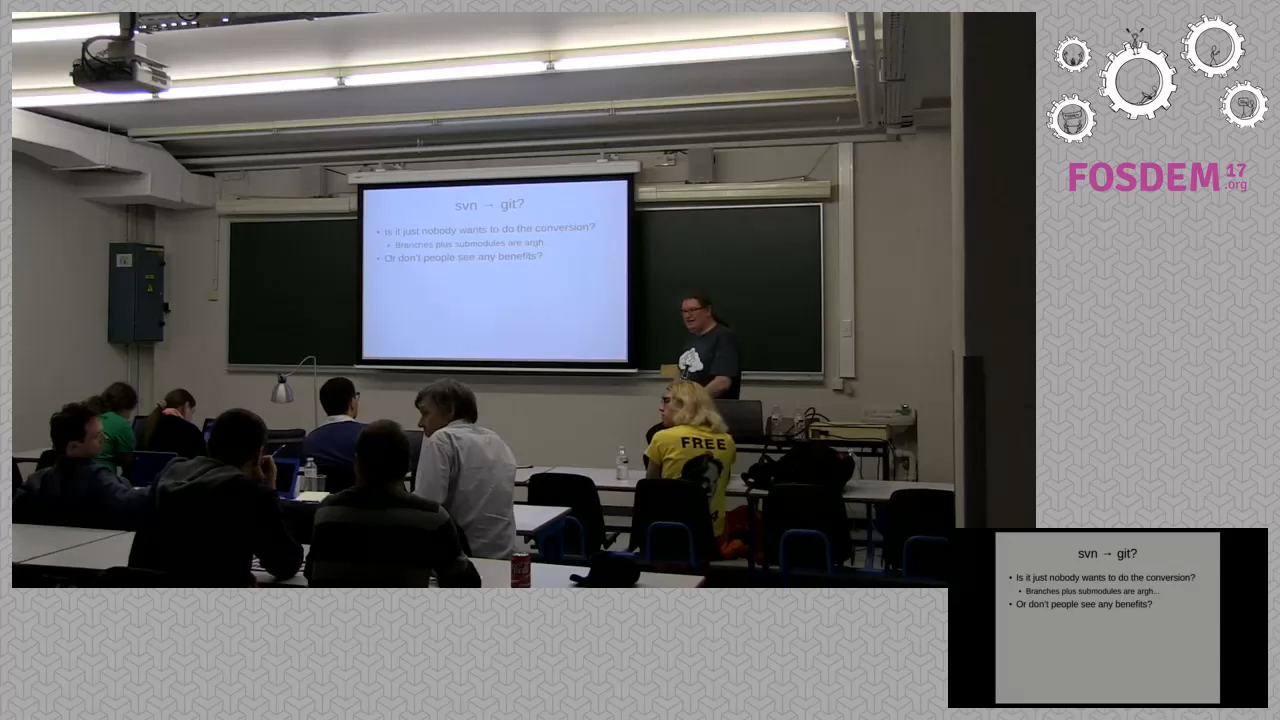 svn → git?
• Is it just nobody wants to do the conversion?
• Branches plus submodules are argh...
• Or don't people see any benefits?
FREE
FOSDEM 17
.org
svn → git?
• Is it just nobody wants to do the conversion?
• Branches plus submodules are argh...
• Or don't people see any benefits?